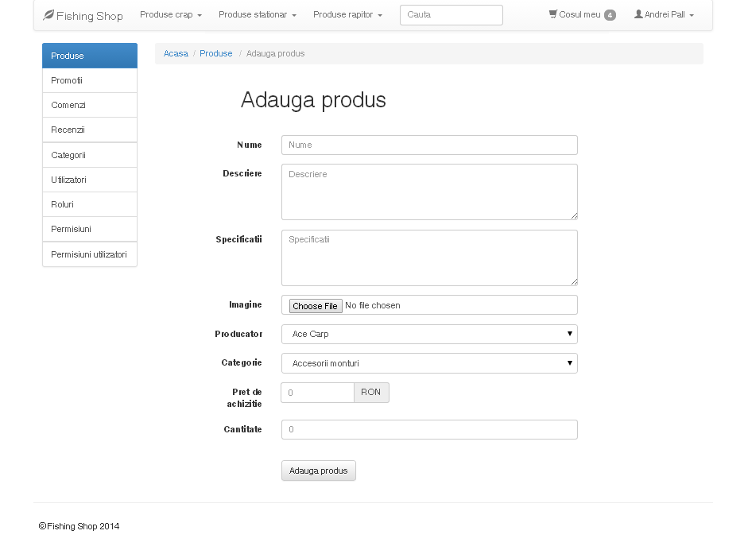 Fishing Shop Produse crap Produse stationar Produse rapitor Cauta Cosul meu 4 Andrei Pall
Produse
Promotii
Comenzi
Recenzii
Categorii
Utilizatori
Roluri
Permisiuni
Permisiuni utilizatori
Acasa / Produse / Adauga produs
Adauga produs
Nume Nume
Descriere Descriere
Specificatii Specificatii
Imagine Choose File No file chosen
Producator Ace Carp
Categorie Accesorii monturi
Pret de
achizitie 0 RON
Cantitate 0
Adauga produs
©Fishing Shop 2014